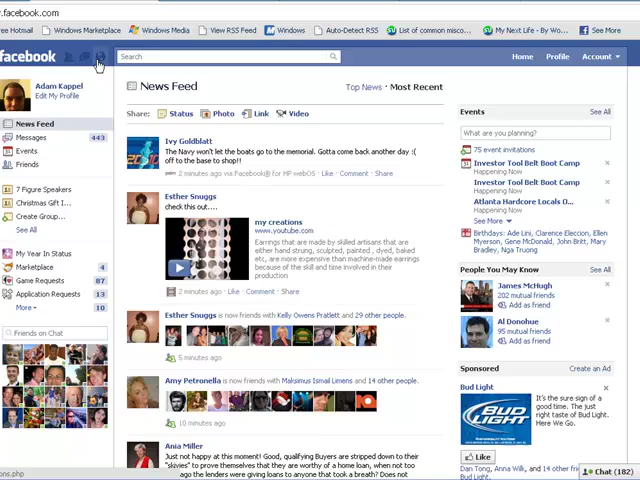 .facebook.com
ree Hotmail
Windows Marketplace
Windows Media
View RSS Feed
Windows
Auto-Detect RSS
List of common misco...
My Next Life - By Wo...
See More
facebook
Search
Home
Profile
Account
Adam Kappel
Edit My Profile
News Feed
Messages
443
Events
Friends
7 Figure Speakers
Christmas Gift I...
Create Group...
See All
My Year In Status
Marketplace
4
Game Requests
87
Application Requests
13
More
10
Friends on Chat
ons.php
News Feed
Top News · Most Recent
Share:
Status
Photo
Link
Video
Ivy Goldblatt
The Navy won't let the boats go to the memorial. Gotta come back another day :(
off to the base to shop!!
2 minutes ago via Facebook® for HP webOS · Like · Comment · Share
Esther Snuggs
check this out....
my creations
www.youtube.com
Earrings that are made by skilled artisans that are
either hand strung, sculpted, painted , dyed, baked
etc, are more expensive than machine-made earrings
because of the skill and time involved in their
production
2 minutes ago · Like · Comment · Share
Esther Snuggs is now friends with Kelly Owens Pratlett and 29 other people.
5 minutes ago
Amy Petronella is now friends with Maksimus Ismail Limens and 14 other people.
10 minutes ago
Ania Miller
Just not happy at this moment! Good, qualifying Buyers are stripped down to their
"skivies" to prove themselves that they are worthy of a home loan, when not too
ago the lenders were giving loans to anyone that took a breath? Does not
Events
See All
What are you planning?
75 event invitations
Investor Tool Belt Boot Camp
Happening Now
Investor Tool Belt Boot Camp
Happening Now
Atlanta Hardcore Locals O...
Happening Now
See More
Birthdays: Ade Lini, Clarence Eleccion, Ellen
Myerson, Gene McDonald, John Britt, Mary
Bradley, Nga Truong
People You May Know
See All
James McHugh
202 mutual friends
Add as friend
Al Donohue
95 mutual friends
Add as friend
Sponsored
Create an Ad
Bud Light
BUD
LIGHT
It's the sure sign of a
good time. The just
right taste of Bud Light.
Here We Go.
Like
Dan Tong, Anna Willi, and 14 other fri
Chat (182)